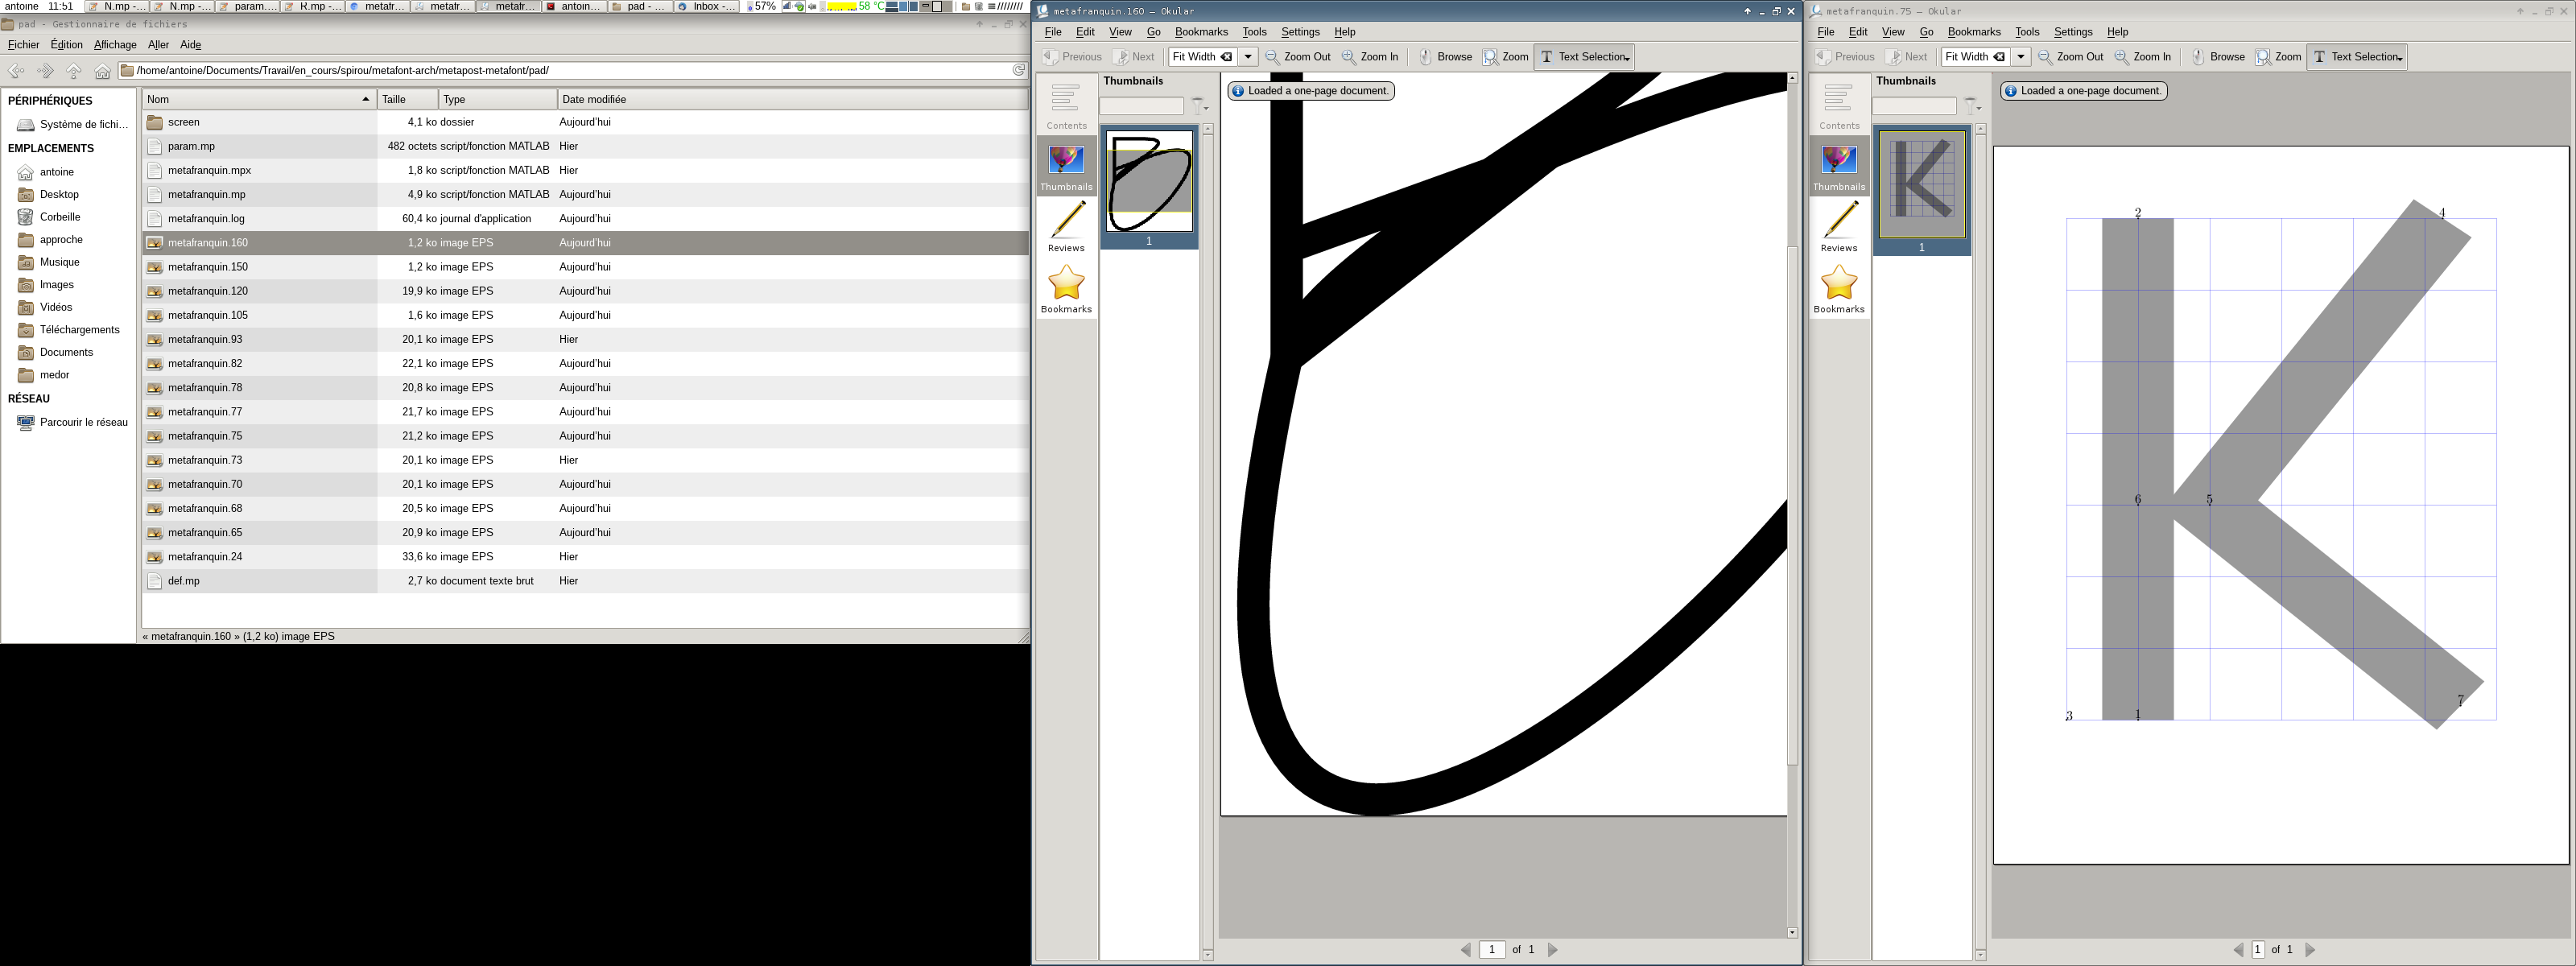 antoine 11:51 N.mp -... N.mp -... param.... R.mp -... metafr... metafr... metafr... antoin... pad - ... Inbox -... 57% 58 °C
pad - Gestionnaire de fichiers
Fichier Édition Affichage Aller Aide
/home/antoine/Documents/Travail/en_cours/spirou/metafont-arch/metapost-metafont/pad/
PÉRIPHÉRIQUES
Système de fichi...
EMPLACEMENTS
antoine
Desktop
Corbeille
approche
Musique
Images
Vidéos
Téléchargements
Documents
medor
RÉSEAU
Parcourir le réseau
Nom Taille Type Date modifiée
screen 4,1 ko dossier Aujourd'hui
param.mp 482 octets script/fonction MATLAB Hier
metafranquin.mpx 1,8 ko script/fonction MATLAB Hier
metafranquin.mp 4,9 ko script/fonction MATLAB Aujourd'hui
metafranquin.log 60,4 ko journal d'application Aujourd'hui
metafranquin.160 1,2 ko image EPS Aujourd'hui
metafranquin.150 1,2 ko image EPS Aujourd'hui
metafranquin.120 19,9 ko image EPS Aujourd'hui
metafranquin.105 1,6 ko image EPS Aujourd'hui
metafranquin.93 20,1 ko image EPS Hier
metafranquin.82 22,1 ko image EPS Aujourd'hui
metafranquin.78 20,8 ko image EPS Aujourd'hui
metafranquin.77 21,7 ko image EPS Aujourd'hui
metafranquin.75 21,2 ko image EPS Aujourd'hui
metafranquin.73 20,1 ko image EPS Hier
metafranquin.70 20,1 ko image EPS Aujourd'hui
metafranquin.68 20,5 ko image EPS Aujourd'hui
metafranquin.65 20,9 ko image EPS Aujourd'hui
metafranquin.24 33,6 ko image EPS Hier
def.mp 2,7 ko document texte brut Hier
« metafranquin.160 » (1,2 ko) image EPS
metafranquin.160 – Okular
File Edit View Go Bookmarks Tools Settings Help
Previous Next Fit Width Zoom Out Zoom In Browse Zoom Text Selection
Contents
Thumbnails
Reviews
Bookmarks
Thumbnails
1
Loaded a one-page document.
1 of 1
metafranquin.75 – Okular
File Edit View Go Bookmarks Tools Settings Help
Previous Next Fit Width Zoom Out Zoom In Browse Zoom Text Selection
Contents
Thumbnails
Reviews
Bookmarks
Thumbnails
1
Loaded a one-page document.
2 4
6 5
7
3 1
1 of 1